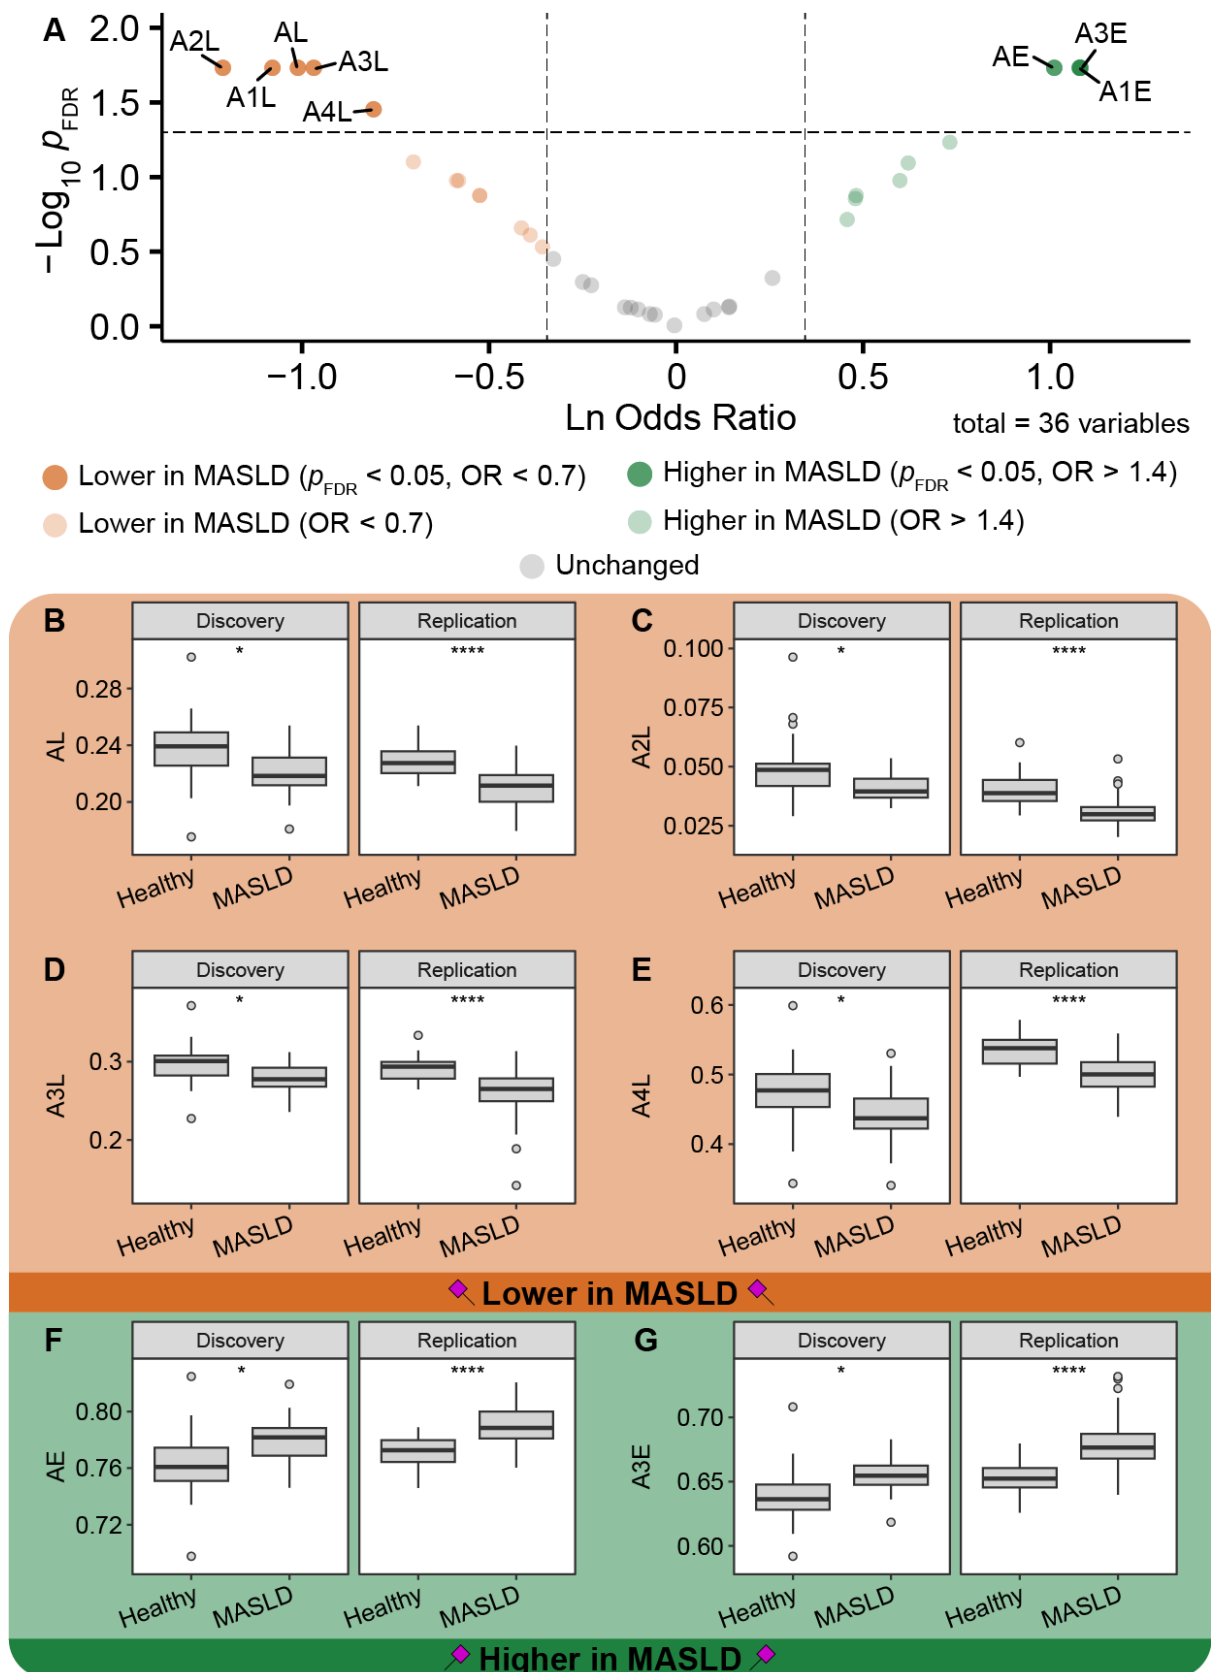 A
2.0
1.5
1.0
0.5
0.0
−Log10 pFDR
A2L
AL
A3L
A1L
A4L
A3E
AE
A1E
−1.0 −0.5 0 0.5 1.0
Ln Odds Ratio
total = 36 variables
Lower in MASLD (pFDR < 0.05, OR < 0.7)
Higher in MASLD (pFDR < 0.05, OR > 1.4)
Lower in MASLD (OR < 0.7)
Higher in MASLD (OR > 1.4)
Unchanged
B
Discovery Replication
* ****
AL
0.28
0.24
0.20
Healthy MASLD Healthy MASLD
C
Discovery Replication
* ****
A2L
0.100
0.075
0.050
0.025
Healthy MASLD Healthy MASLD
D
Discovery Replication
* ****
A3L
0.3
0.2
Healthy MASLD Healthy MASLD
E
Discovery Replication
* ****
A4L
0.6
0.5
0.4
Healthy MASLD Healthy MASLD
Lower in MASLD
F
Discovery Replication
* ****
AE
0.80
0.76
0.72
Healthy MASLD Healthy MASLD
G
Discovery Replication
* ****
A3E
0.70
0.65
0.60
Healthy MASLD Healthy MASLD
Higher in MASLD